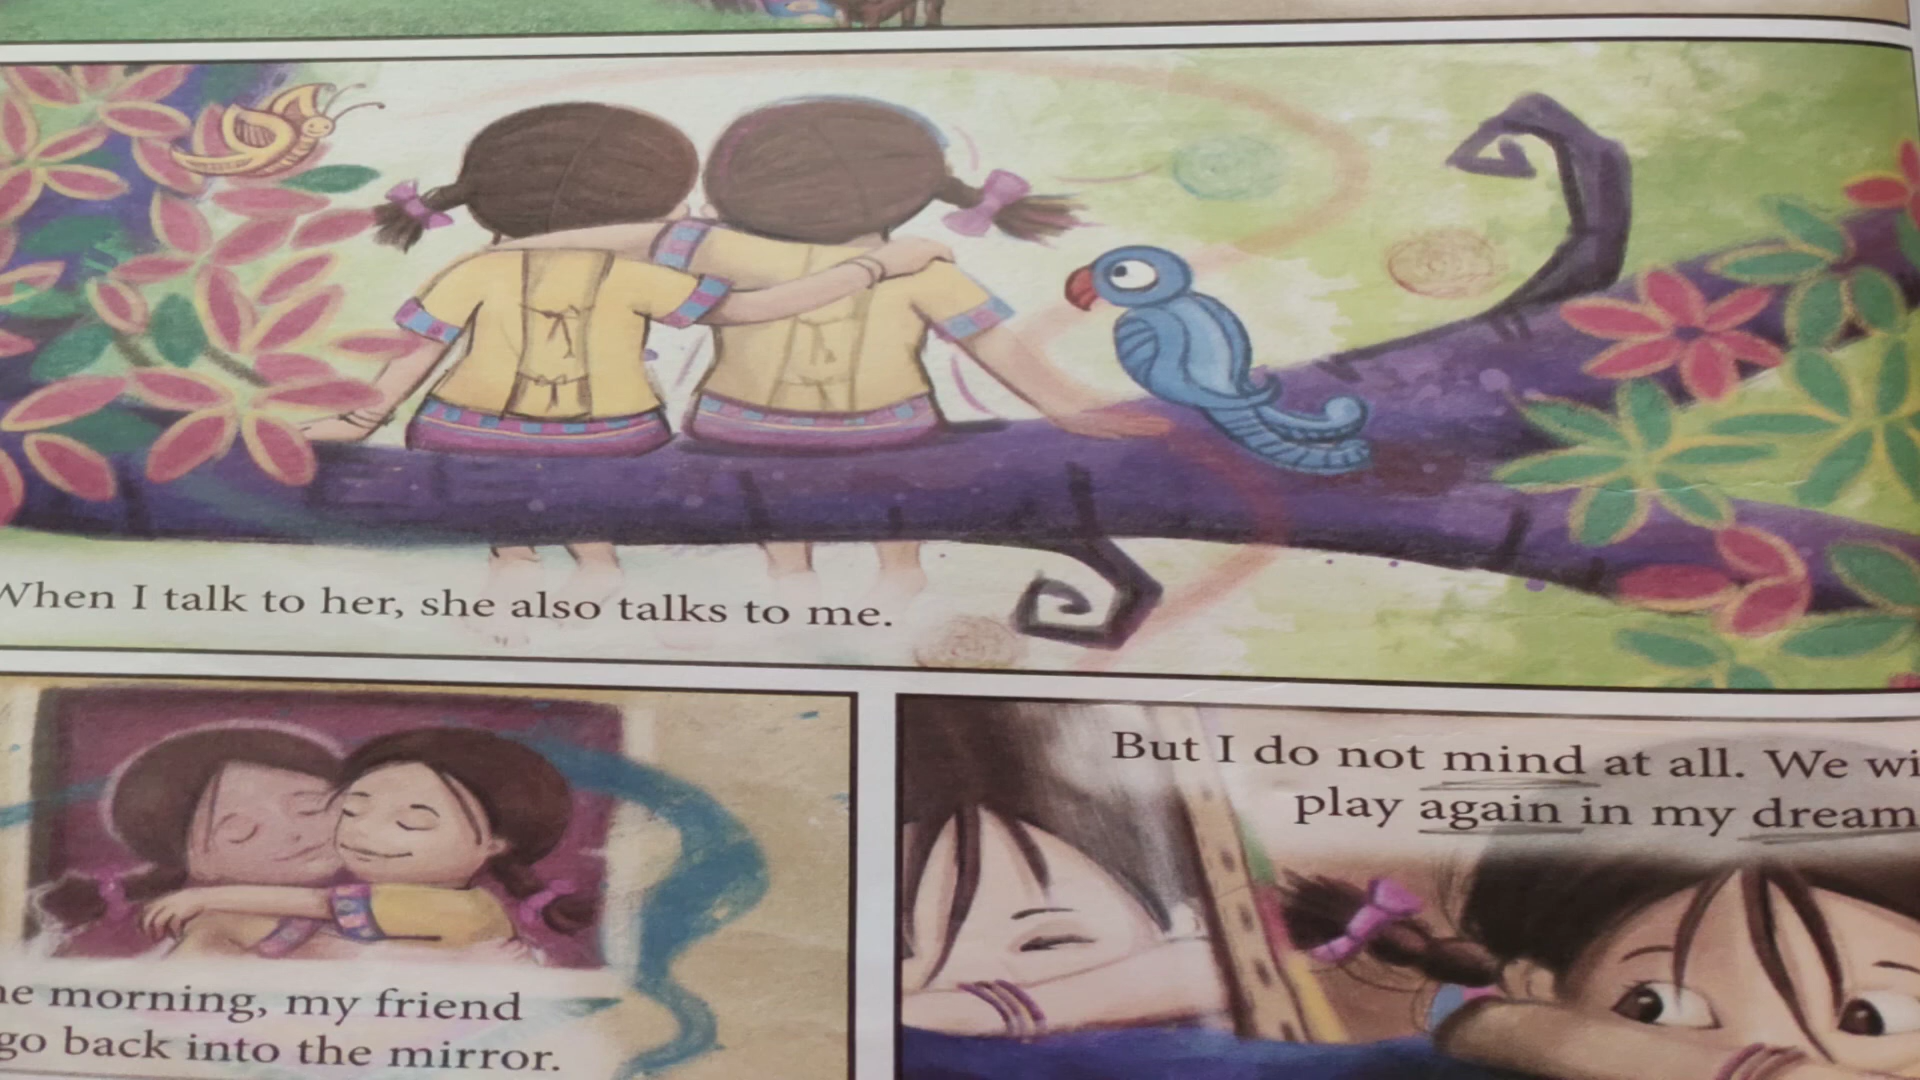 When I talk to her, she also talks to me.
morning, my friend
go back into the mirror.
But I do not mind at all. We
play again in my dream